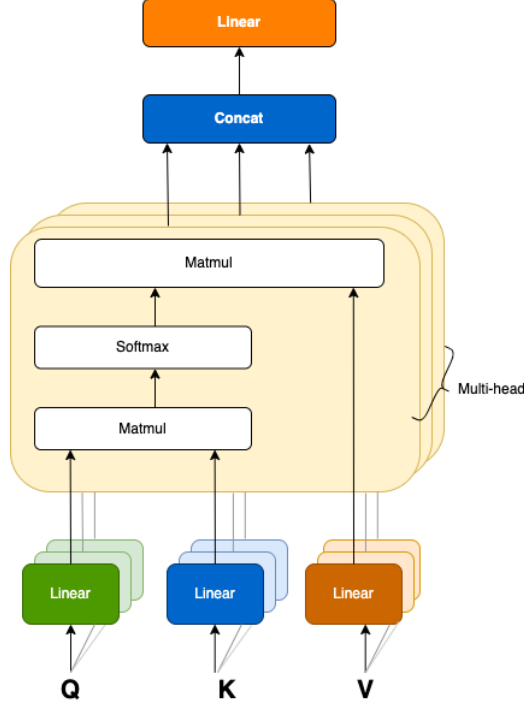 Linear
Concat
Matmul
Softmax
Multi-head
Matmul
Linear
Linear
Linear
Q
K
V